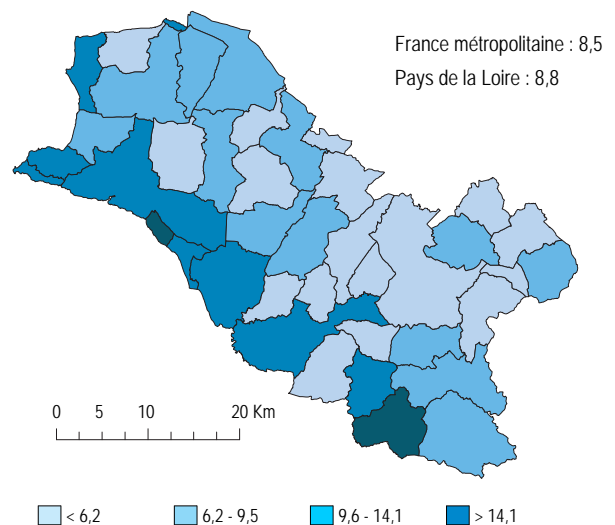 France métropolitaine : 8,5
Pays de la Loire : 8,8
0 5 10 20 Km
< 6,2 6,2 - 9,5 9,6 - 14,1 > 14,1